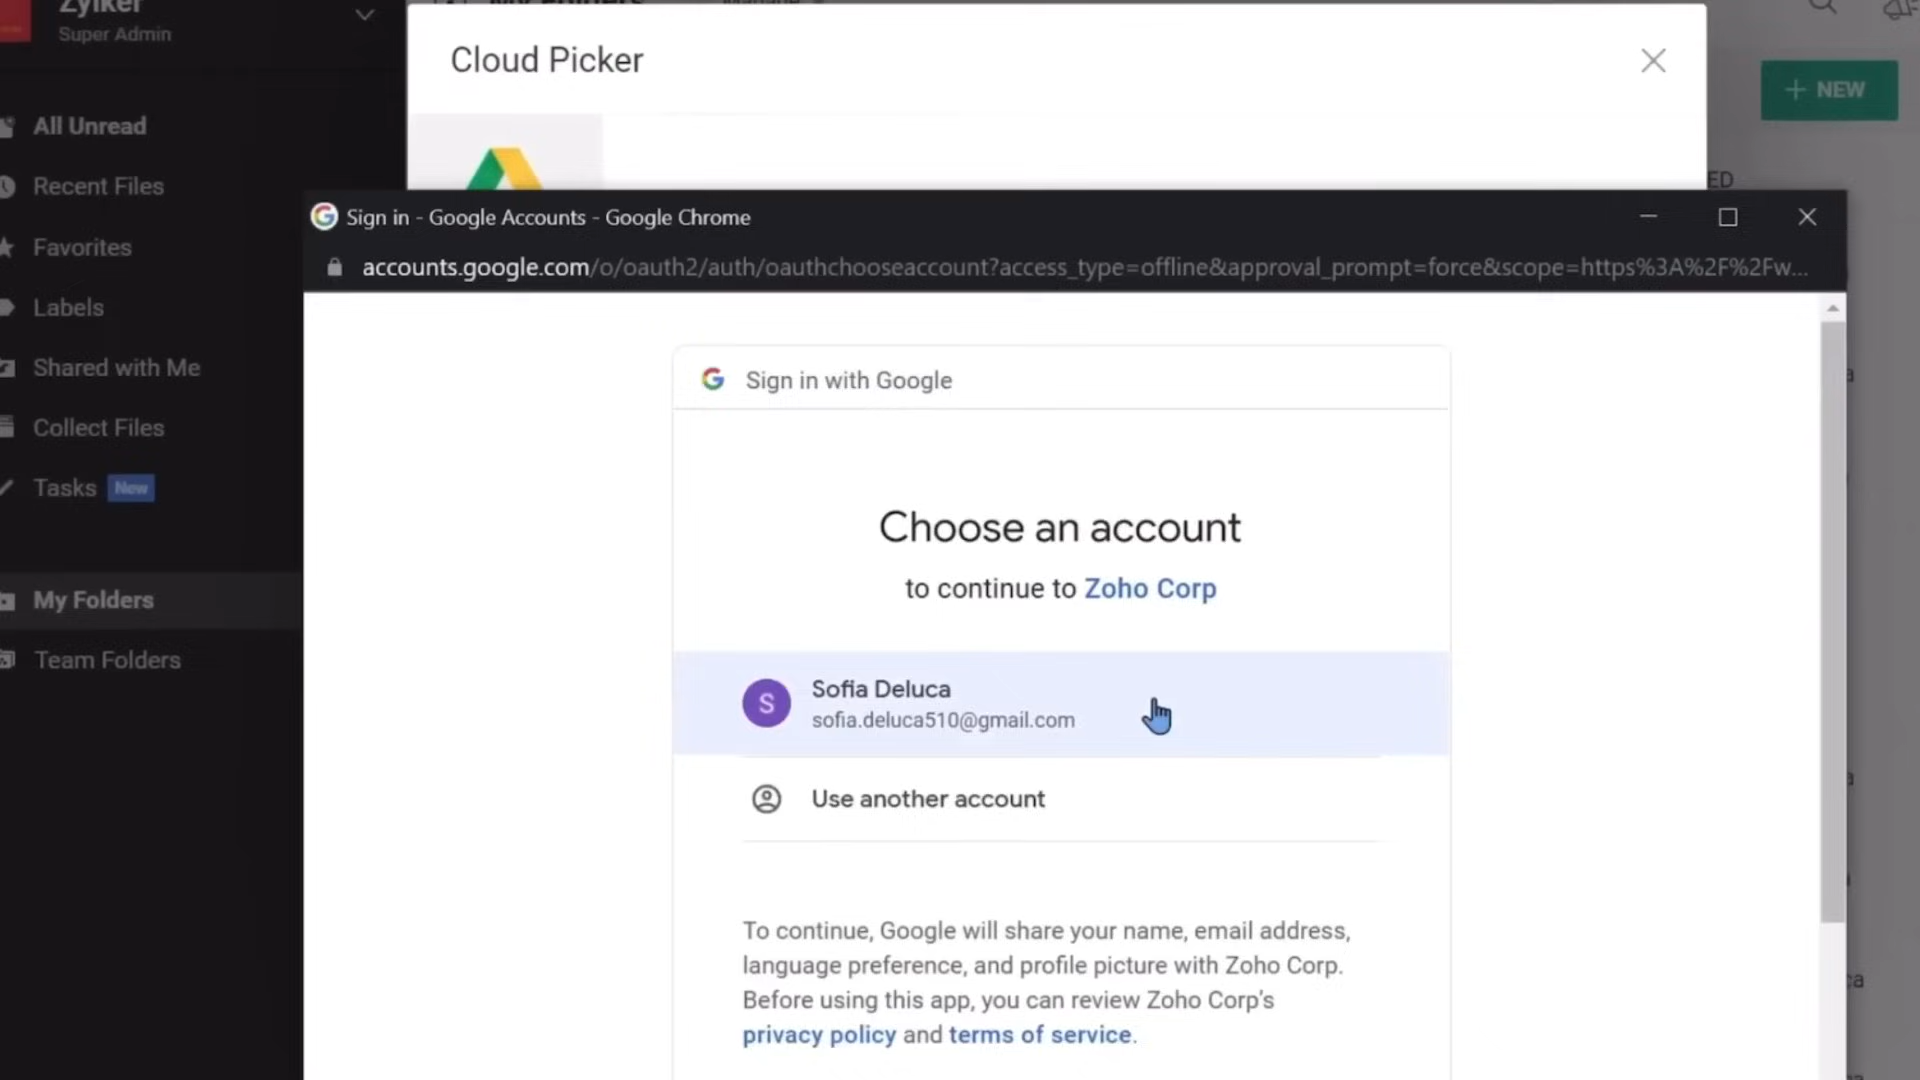 Zylker
Super Admin
All Unread
Recent Files
Favorites
Labels
Shared with Me
Collect Files
Tasks New
My Folders
Team Folders
My Folders
Cloud Picker
+ NEW
ED
Sign in - Google Accounts - Google Chrome
accounts.google.com/o/oauth2/auth/oauthchooseaccount?access_type=offline&approval_prompt=force&scope=https%3A%2F%2Fw...
Sign in with Google
Choose an account
to continue to Zoho Corp
S
Sofia Deluca
sofia.deluca510@gmail.com
Use another account
To continue, Google will share your name, email address,
language preference, and profile picture with Zoho Corp.
Before using this app, you can review Zoho Corp's
privacy policy and terms of service.